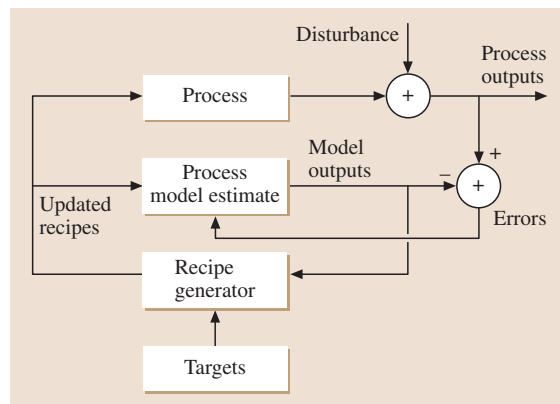 Disturbance
Process
outputs
Process
+
Model
outputs
+
Process
model estimate
−
+
Updated
recipes
Errors
Recipe
generator
Targets